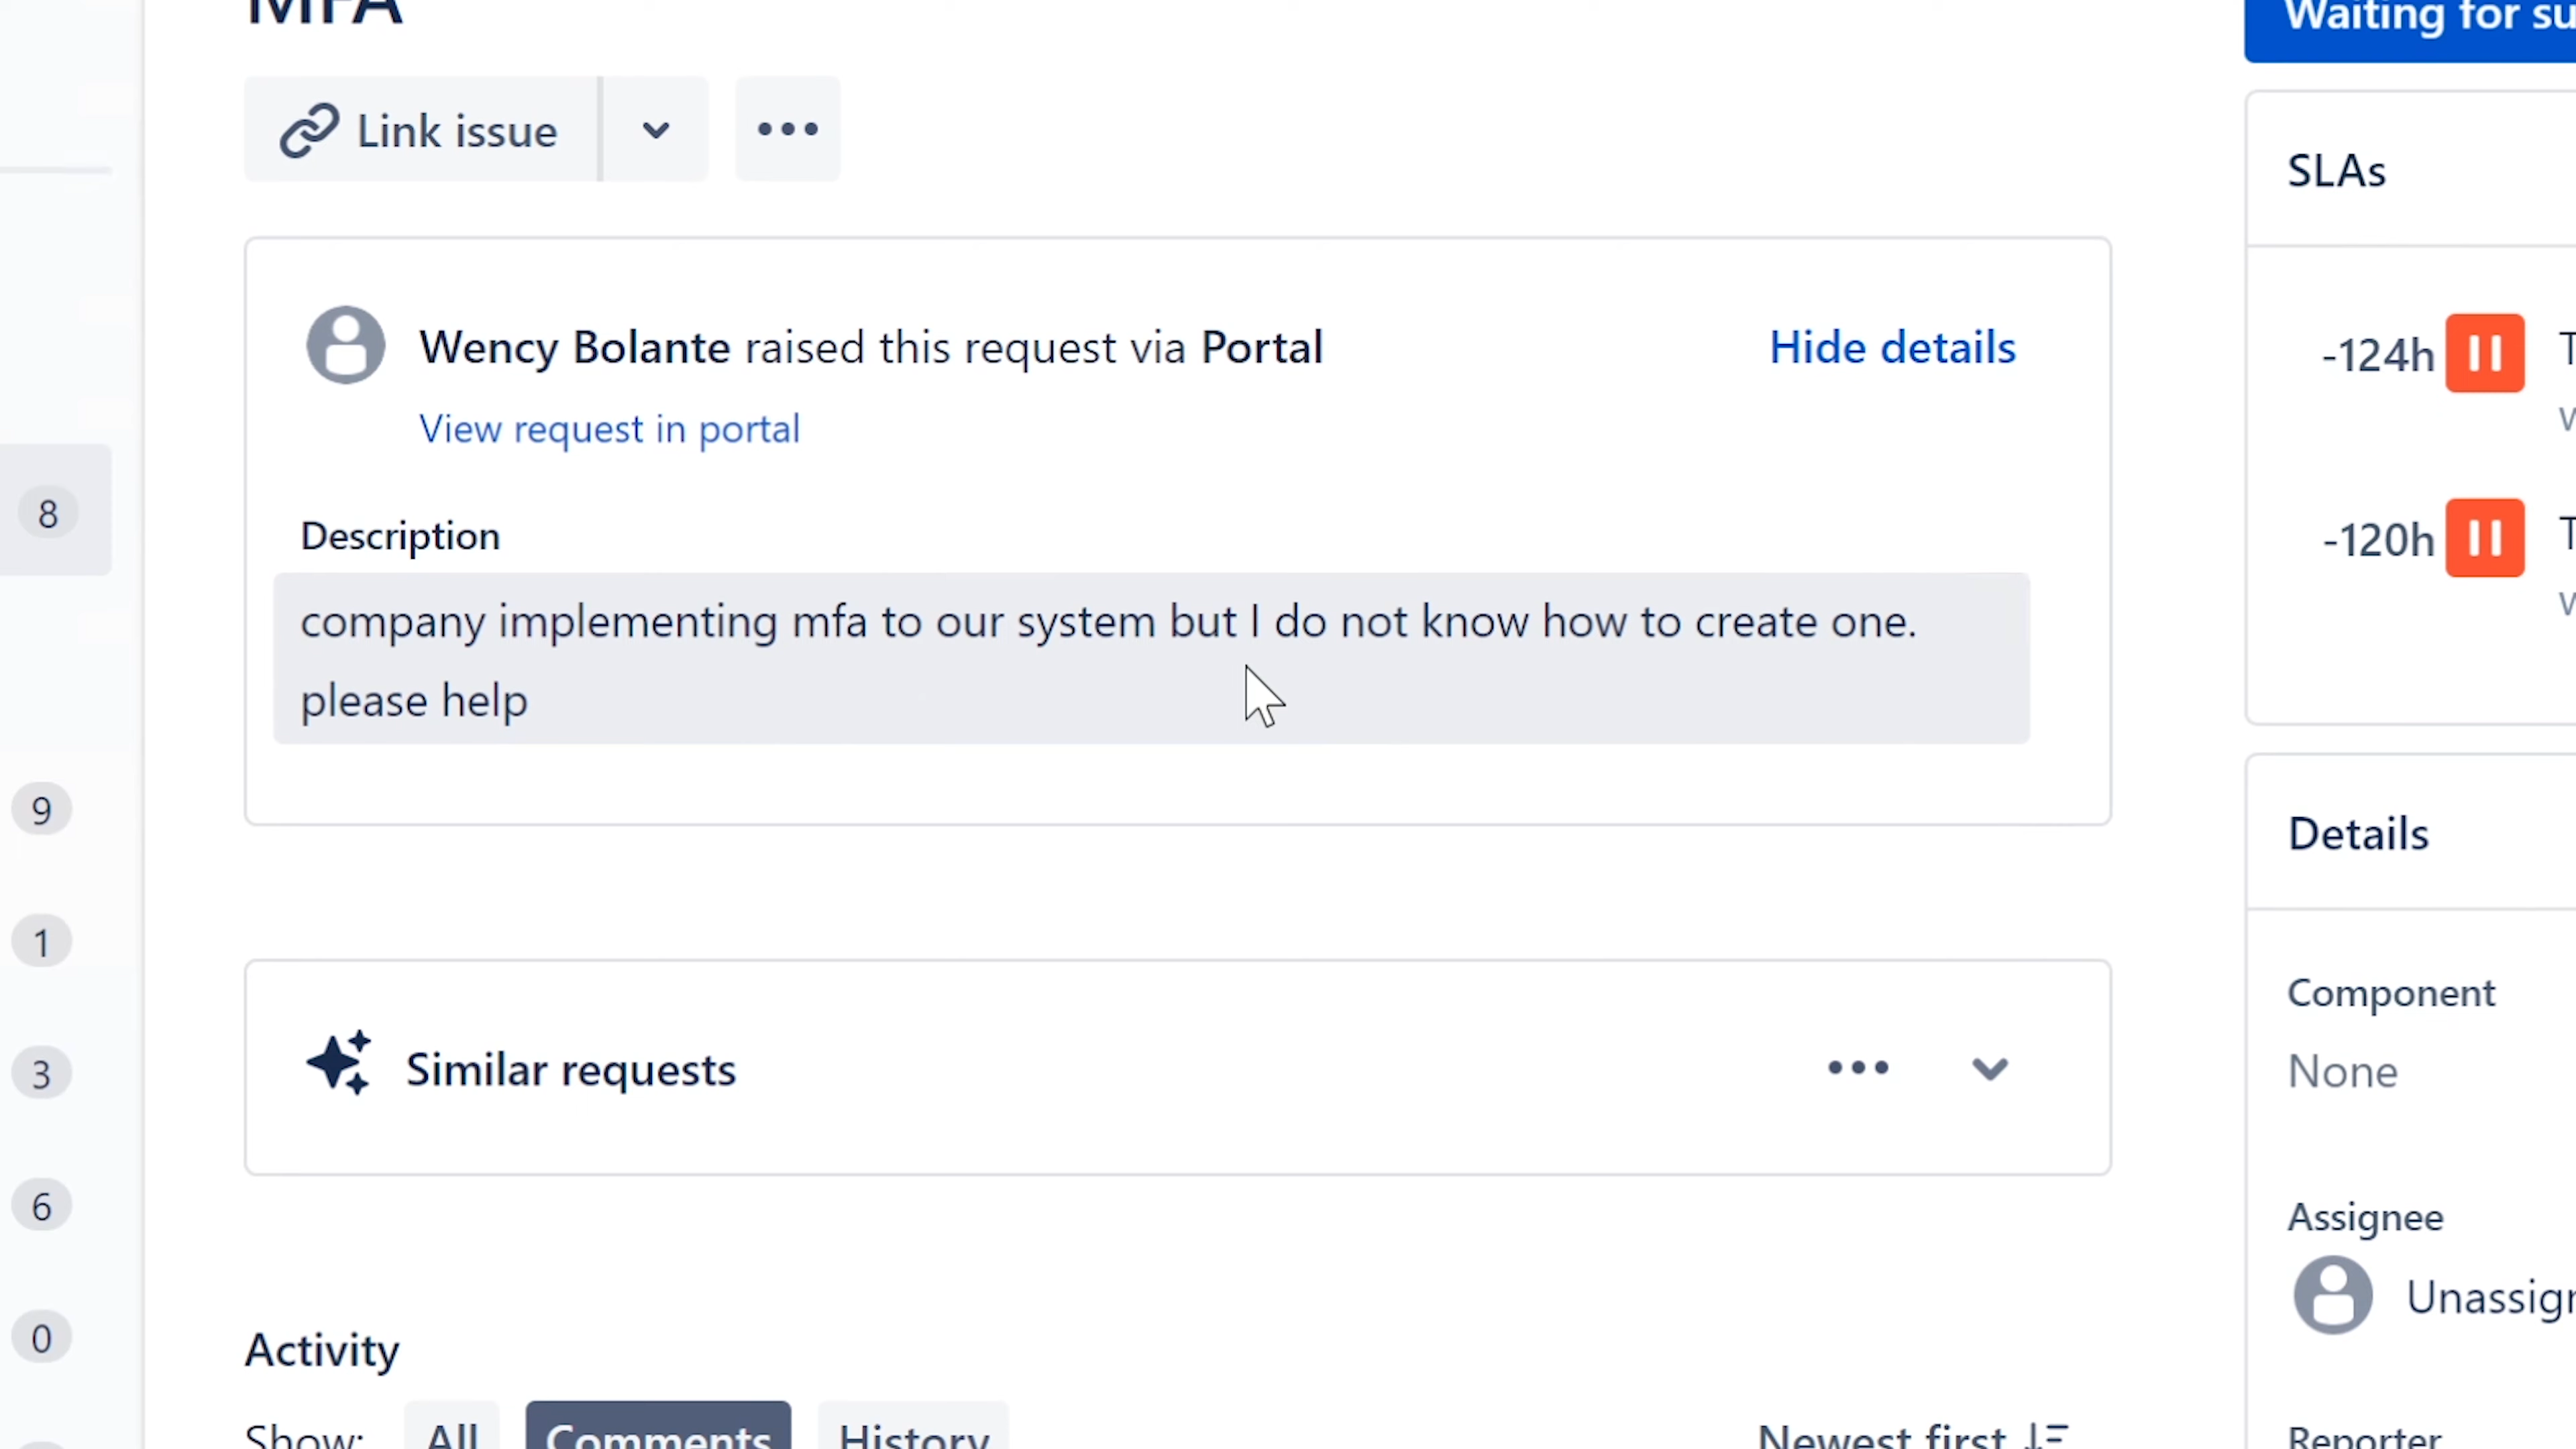 MFA
Waiting for su
Link issue
SLAs
Wency Bolante raised this request via Portal
Hide details
-124h
View request in portal
8
Description
-120h
company implementing mfa to our system but I do not know how to create one.
please help
9
Details
1
Component
Similar requests
None
3
6
Assignee
Unassign
0
Activity
Show: All Comments History
Newest first
Reporter